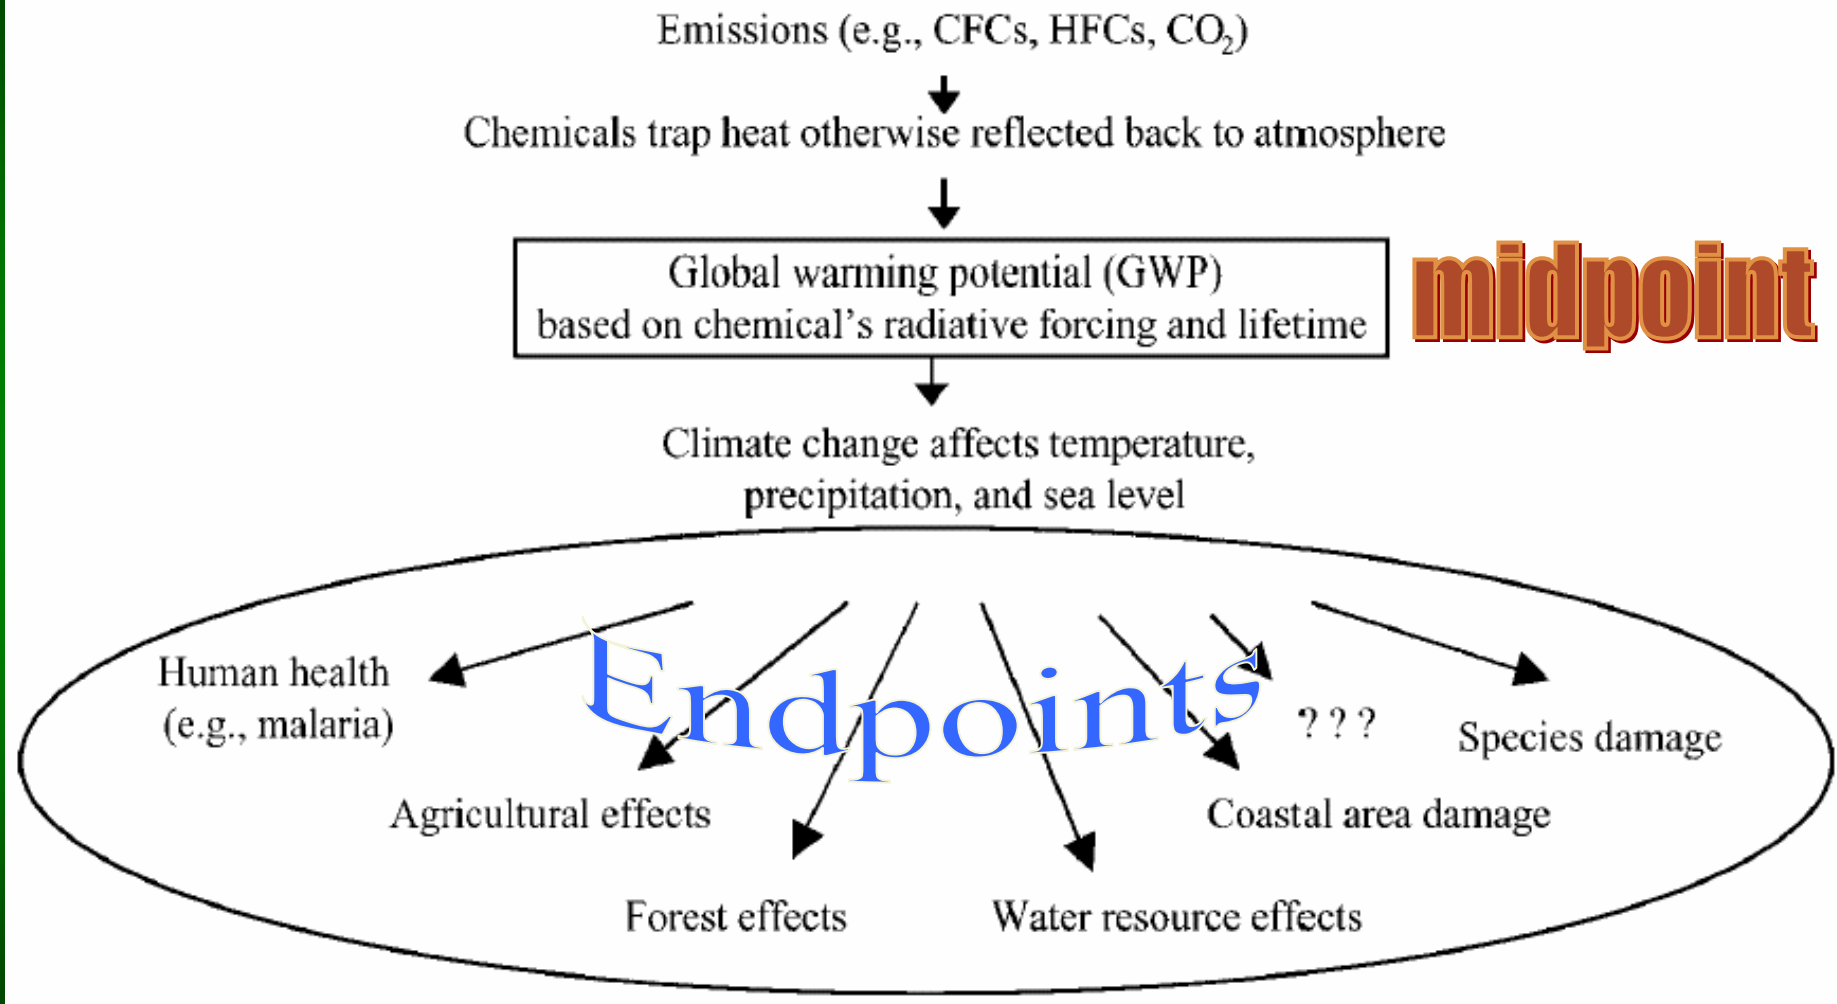 Emissions (e.g., CFCs, HFCs, CO₂)
Chemicals trap heat otherwise reflected back to atmosphere
Global warming potential (GWP)
based on chemical’s radiative forcing and lifetime
midpoint
Climate change affects temperature,
precipitation, and sea level
Endpoints
Human health
(e.g., malaria)
? ? ?
Species damage
Agricultural effects
Coastal area damage
Forest effects
Water resource effects